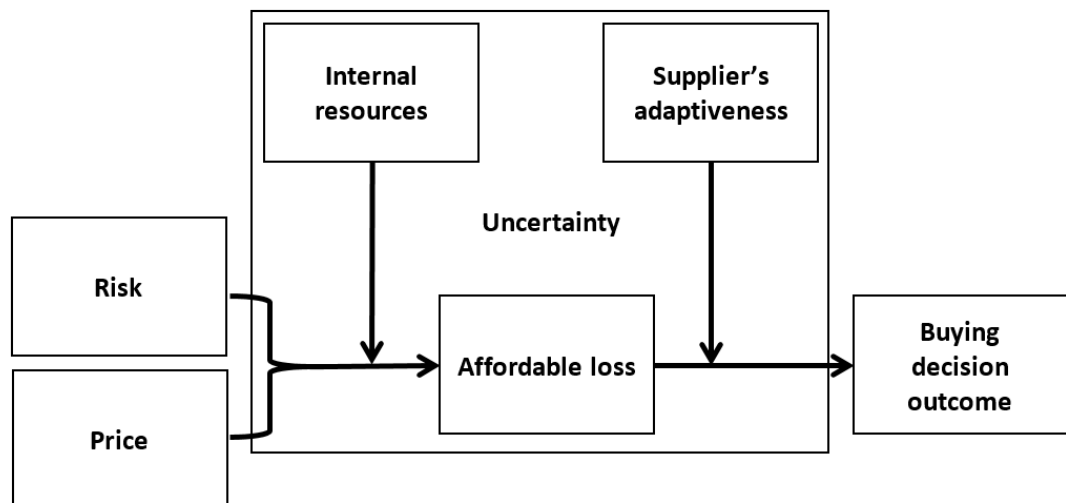 Internal
resources
Supplier’s
adaptiveness
Uncertainty
Risk
Price
Affordable loss
Buying
decision
outcome